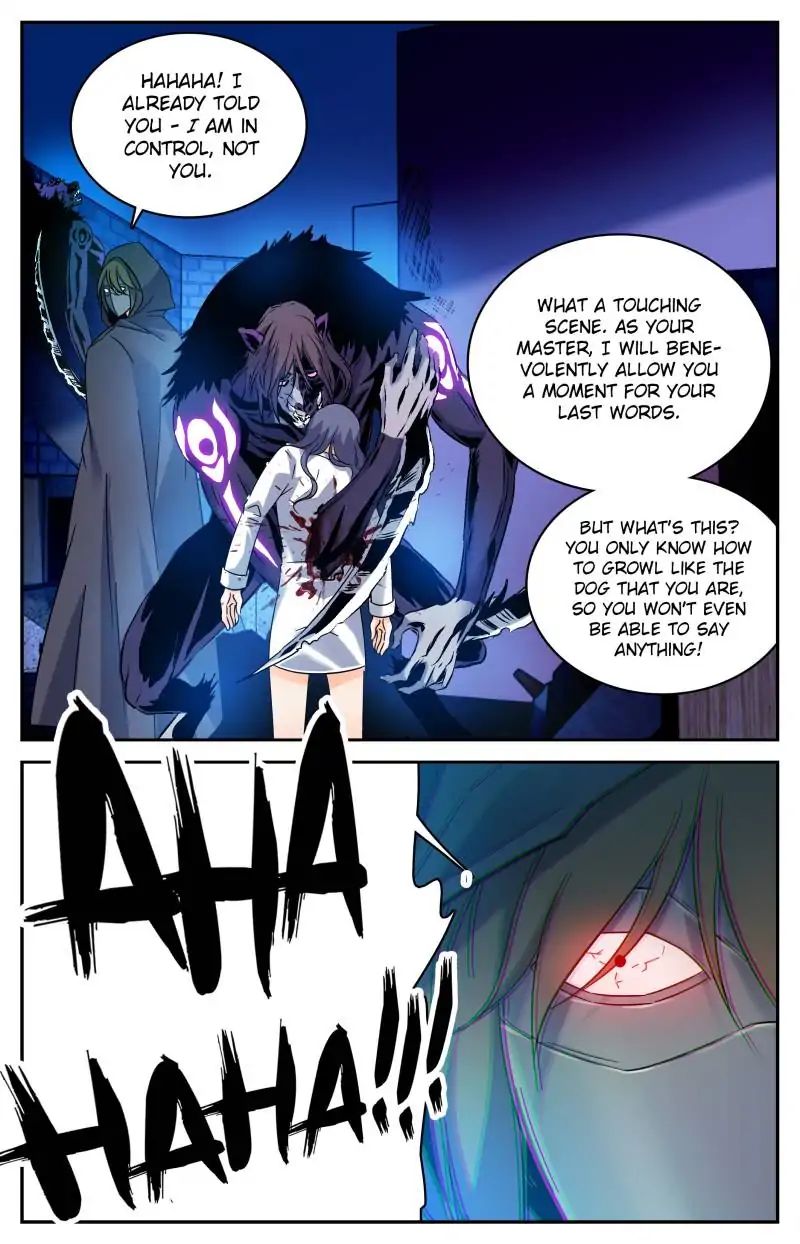 HAHAHA! I
ALREADY TOLD
YOU - I AM IN
CONTROL, NOT
YOU.
WHAT A TOUCHING
SCENE. AS YOUR
MASTER, I WILL BENE-
VOLENTLY ALLOW YOU
A MOMENT FOR YOUR
LAST WORDS.
BUT WHAT'S THIS?
YOU ONLY KNOW HOW
TO GROWL LIKE THE
DOG THAT YOU ARE,
SO YOU WON'T EVEN
BE ABLE TO SAY
ANYTHING!
AHA
HAHA!!!